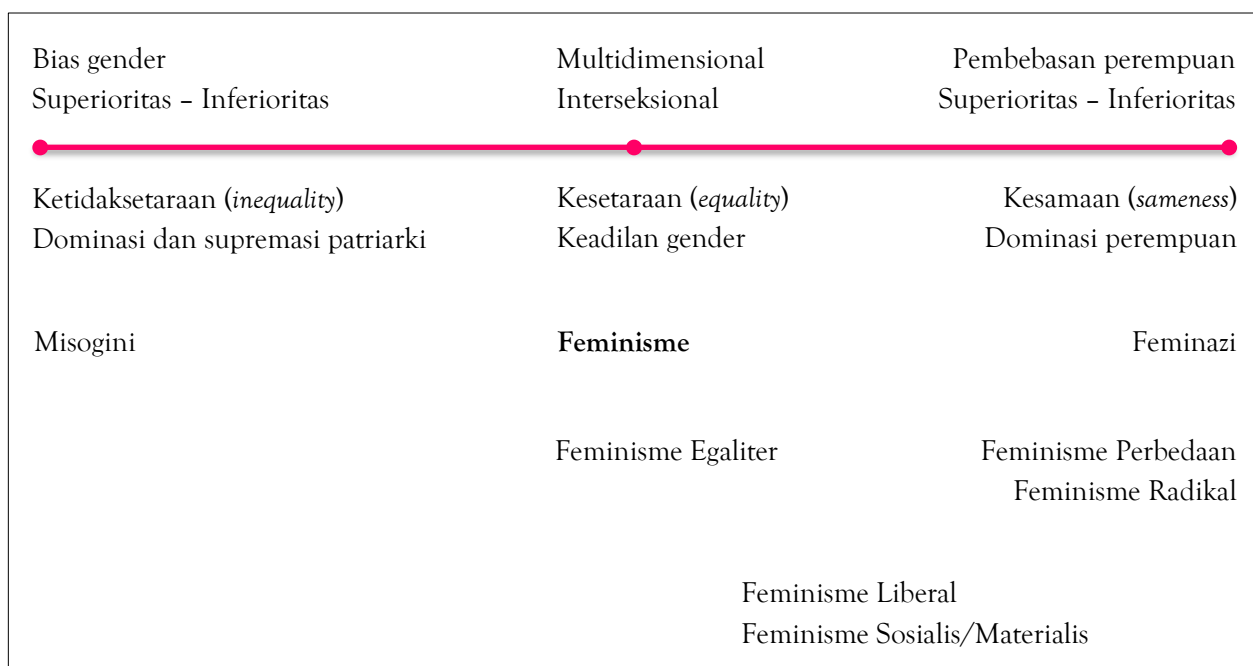 Bias gender
Superioritas – Inferioritas
Multidimensional
Interseksional
Pembebasan perempuan
Superioritas – Inferioritas
Ketidaksetaraan (inequality)
Dominasi dan supremasi patriarki
Kesetaraan (equality)
Keadilan gender
Kesamaan (sameness)
Dominasi perempuan
Misogini
Feminisme
Feminazi
Feminisme Egaliter
Feminisme Perbedaan
Feminisme Radikal
Feminisme Liberal
Feminisme Sosialis/Materialis